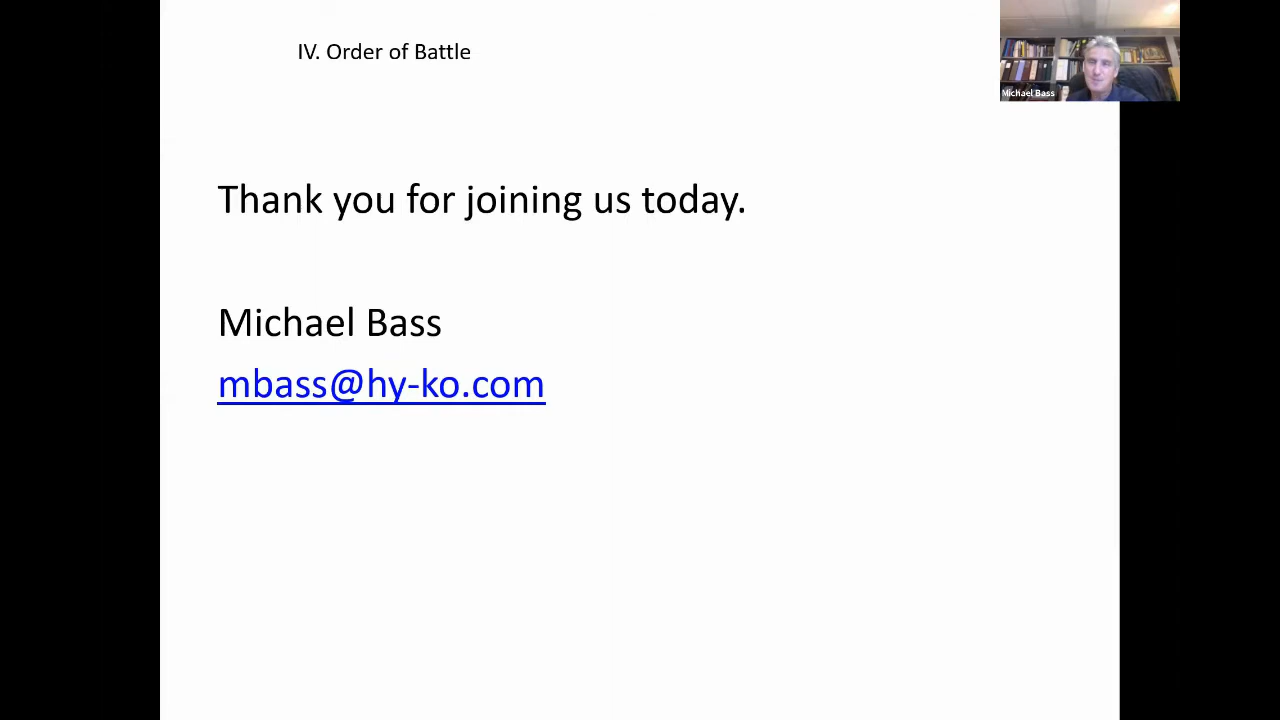 IV. Order of Battle
Michael Bass
Thank you for joining us today.
Michael Bass
mbass@hy-ko.com